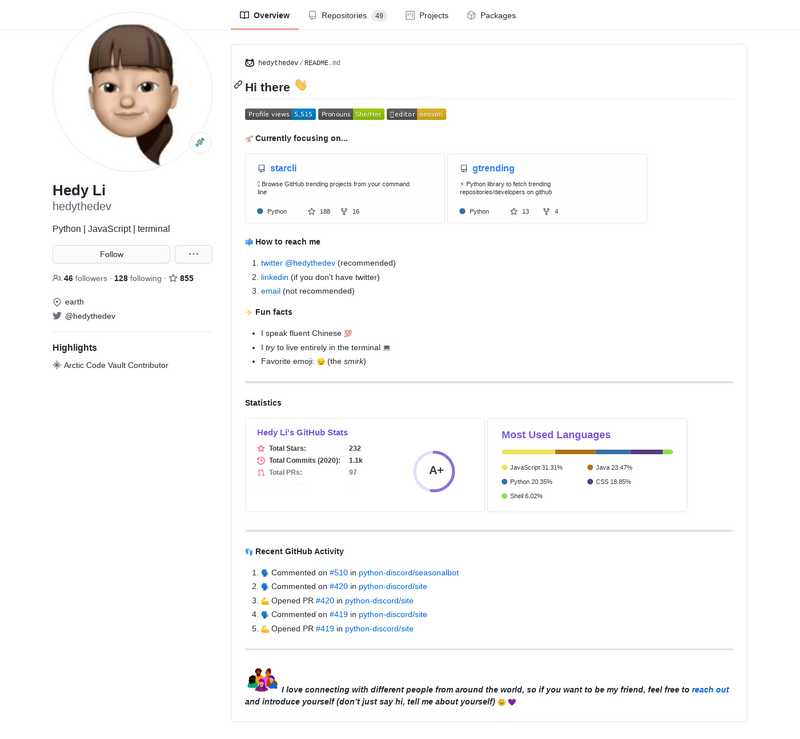 Overview Repositories 49 Projects Packages
Hedy Li
hedythedev
Python | JavaScript | terminal
Follow
46 followers · 128 following · 855
earth
@hedythedev
Highlights
Arctic Code Vault Contributor
hedythedev / README.md
Hi there 👋
Profile views 5,515 Pronouns She/Her editor neovim
Currently focusing on...
starcli
Browse GitHub trending projects from your command
line
Python 188 16
gtrending
Python library to fetch trending
repositories/developers on github
Python 13 4
How to reach me
1. twitter @hedythedev (recommended)
2. linkedin (if you don't have twitter)
3. email (not recommended)
Fun facts
• I speak fluent Chinese 💯
• I try to live entirely in the terminal 💻
• Favorite emoji: 😏 (the smirk)
Statistics
Hedy Li's GitHub Stats
Total Stars: 232
Total Commits (2020): 1.1k
Total PRs: 97
A+
Most Used Languages
JavaScript 31.31% Java 23.47%
Python 20.35% CSS 18.85%
Shell 6.02%
Recent GitHub Activity
1. 🗣 Commented on #510 in python-discord/seasonalbot
2. 🗣 Commented on #420 in python-discord/site
3. 💪 Opened PR #420 in python-discord/site
4. 🗣 Commented on #419 in python-discord/site
5. 💪 Opened PR #419 in python-discord/site
I love connecting with different people from around the world, so if you want to be my friend, feel free to reach out
and introduce yourself (don't just say hi, tell me about yourself) 😊 💜